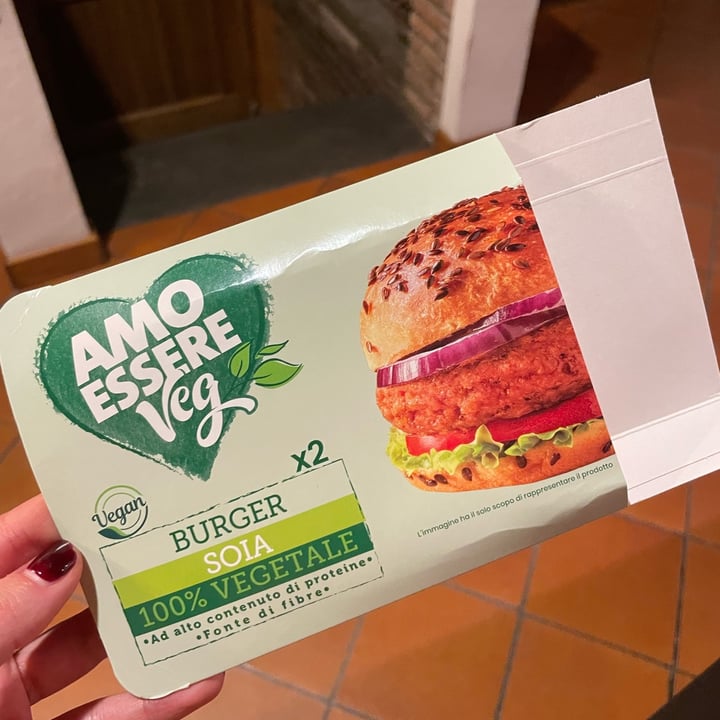 AMO
ESSERE
Veg
x2
Vegan
BURGER
SOIA
100% VEGETALE
•Ad alto contenuto di proteine•
•Fonte di fibre•
L'immagine ha il solo scopo di rappresentare il prodotto